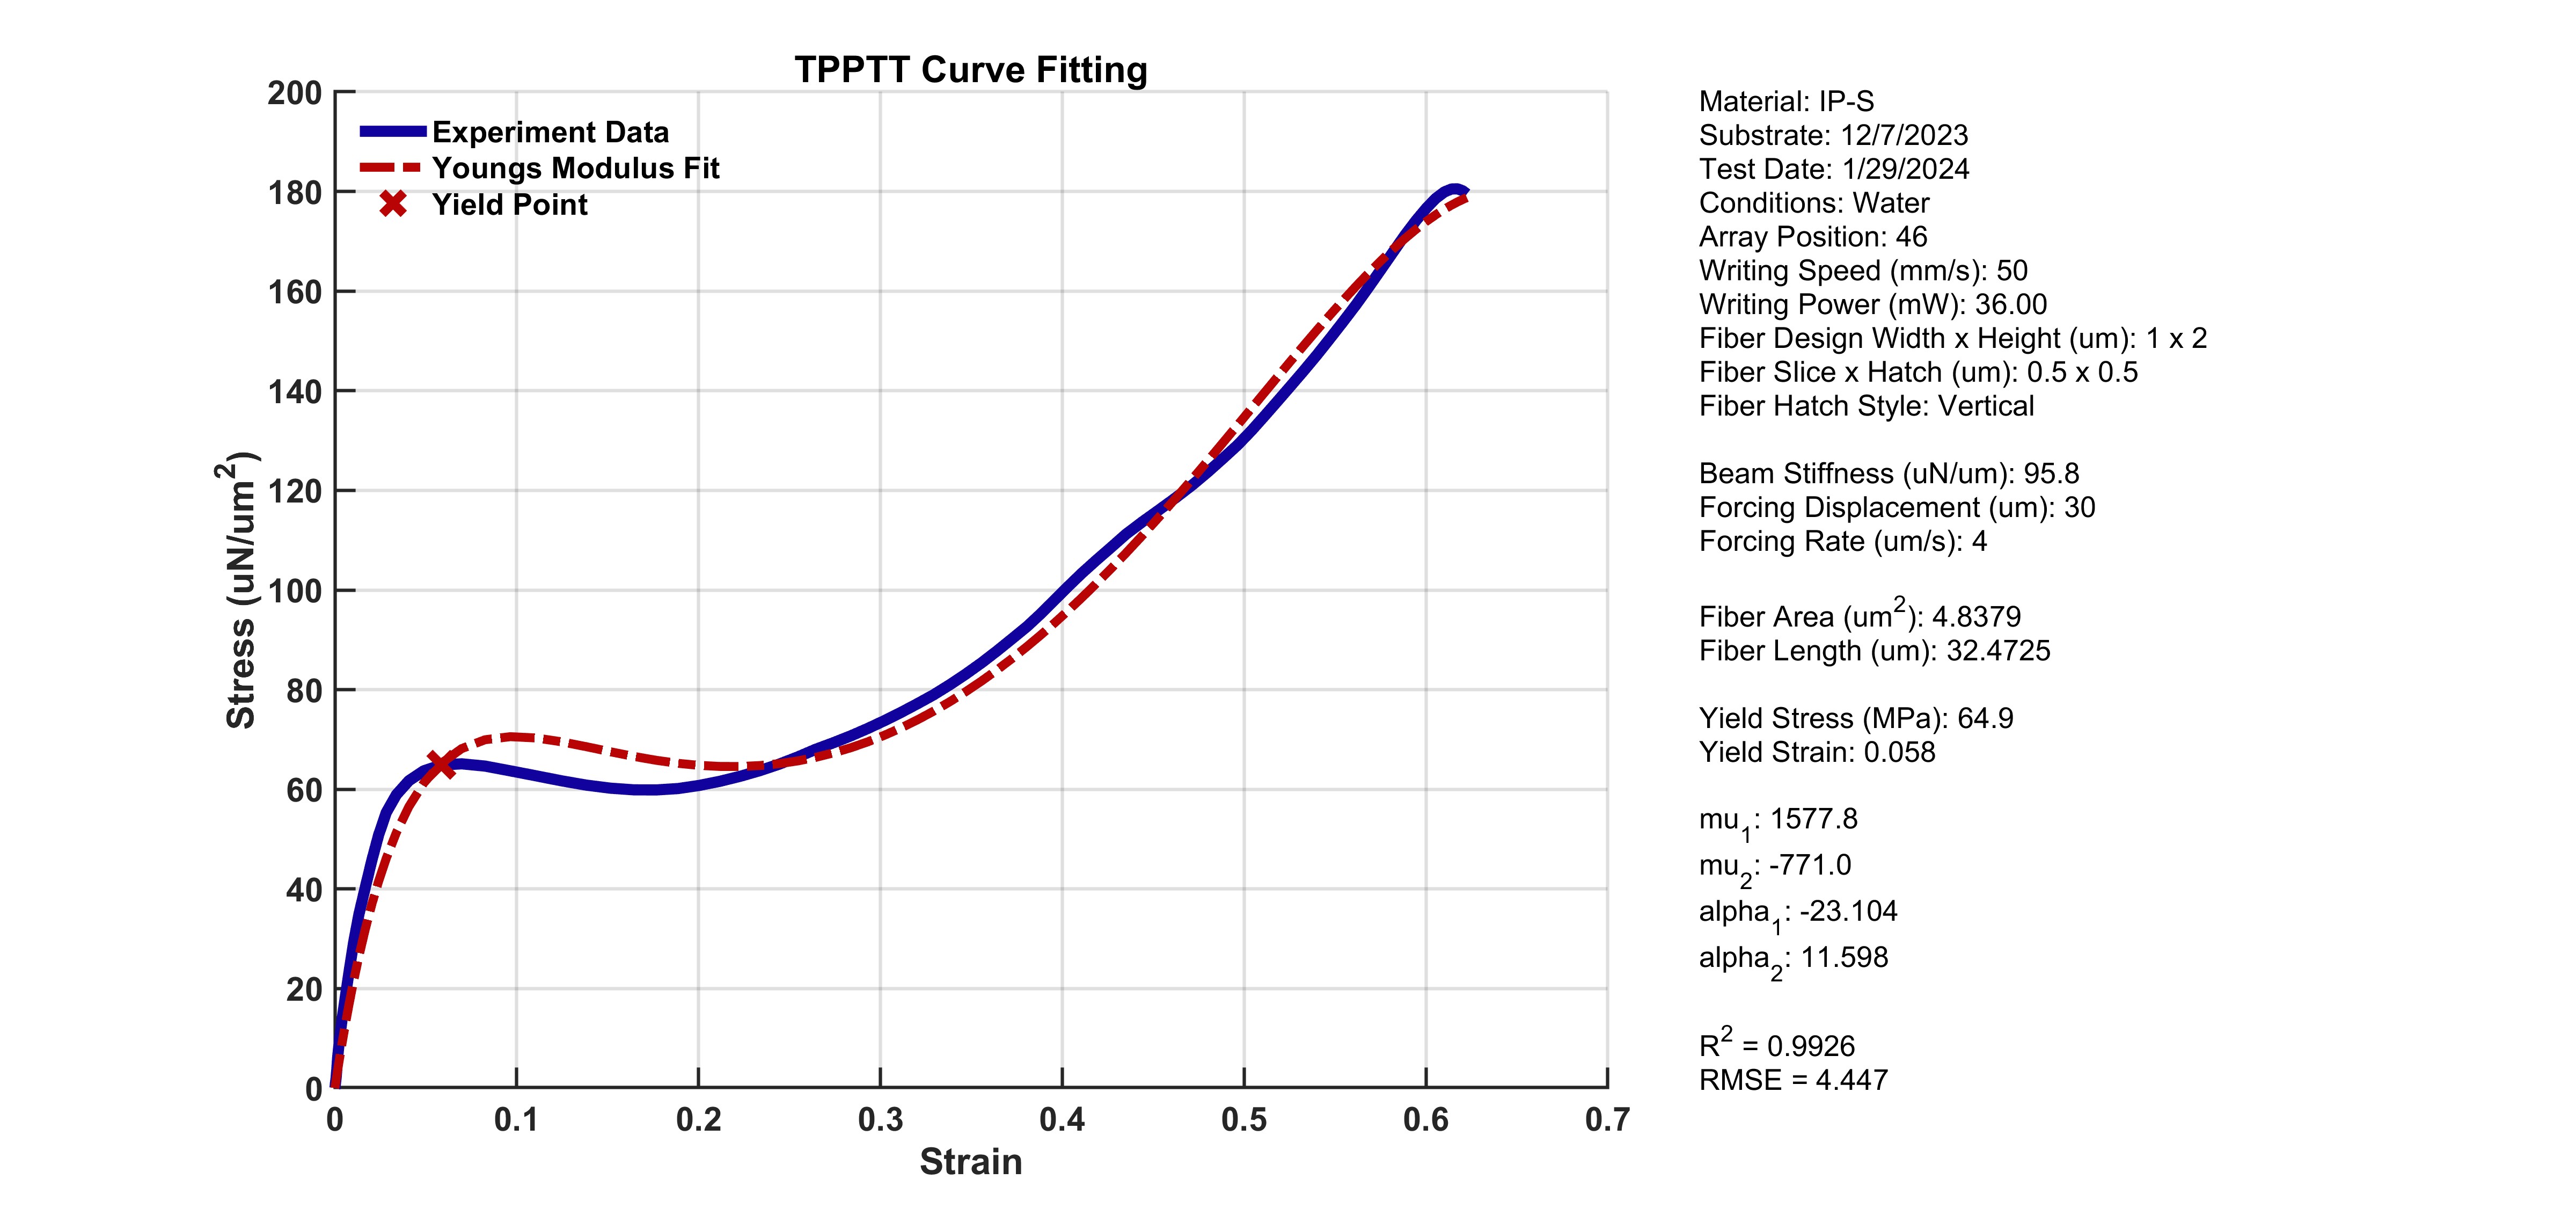 TPPTT Curve Fitting
200
180
160
140
120
100
80
60
40
20
0
Stress (uN/um²)
Experiment Data
Youngs Modulus Fit
Yield Point
0 0.1 0.2 0.3 0.4 0.5 0.6 0.7
Strain
Material: IP-S
Substrate: 12/7/2023
Test Date: 1/29/2024
Conditions: Water
Array Position: 46
Writing Speed (mm/s): 50
Writing Power (mW): 36.00
Fiber Design Width x Height (um): 1 x 2
Fiber Slice x Hatch (um): 0.5 x 0.5
Fiber Hatch Style: Vertical
Beam Stiffness (uN/um): 95.8
Forcing Displacement (um): 30
Forcing Rate (um/s): 4
Fiber Area (um²): 4.8379
Fiber Length (um): 32.4725
Yield Stress (MPa): 64.9
Yield Strain: 0.058
mu₁: 1577.8
mu₂: -771.0
alpha₁: -23.104
alpha₂: 11.598
R² = 0.9926
RMSE = 4.447